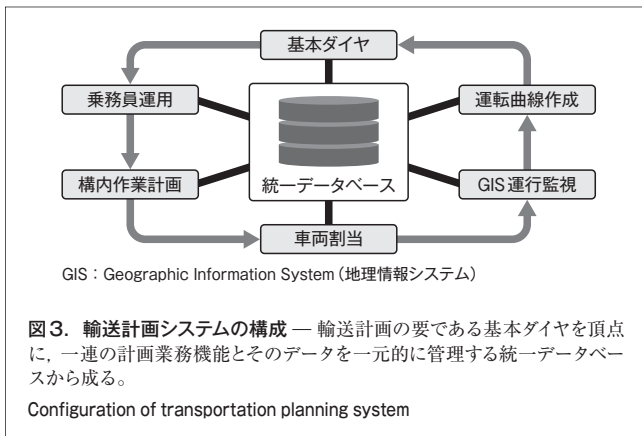 基本ダイヤ
乗務員運用
運転曲線作成
統一データベース
構内作業計画
GIS運行監視
車両割当
GIS：Geographic Information System（地理情報システム）
図3．輸送計画システムの構成 — 輸送計画の要である基本ダイヤを頂点
に，一連の計画業務機能とそのデータを一元的に管理する統一データベー
スから成る。
Configuration of transportation planning system